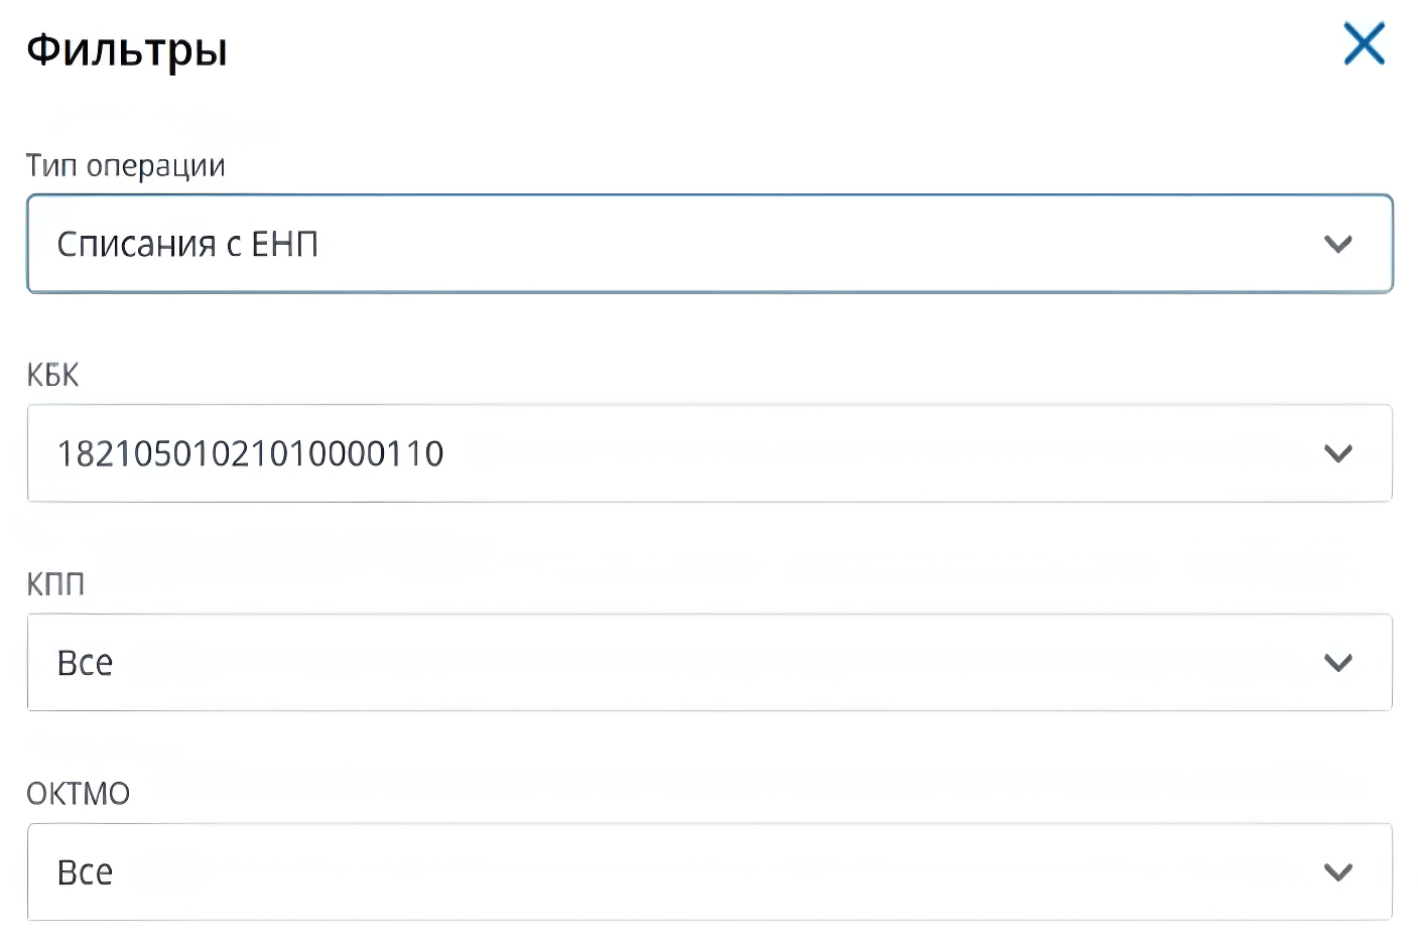 Фильтры
Тип операции
Списания с ЕНП
КБК
18210501021010000110
КПП
Все
ОКТМО
Все